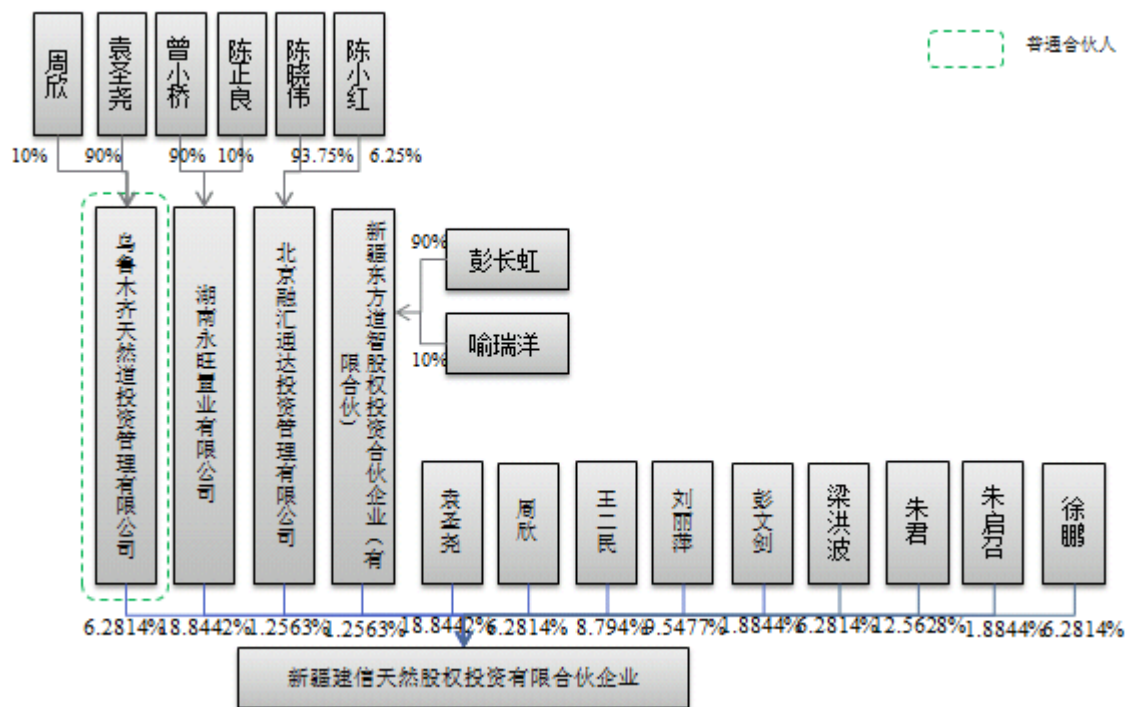 周欣
袁圣尧
曾小桥
陈正良
陈晓伟
陈小红
普通合伙人
10%
90%
90%
10%
93.75%
6.25%
乌鲁木齐天然道投资管理有限公司
湖南永旺置业有限公司
北京融汇通达投资管理有限公司
新疆东方道智股权投资合伙企业（有
限合伙）
90%
彭长虹
10%
喻瑞洋
袁圣尧
周欣
王二民
刘丽萍
彭文剑
梁洪波
朱君
朱启召
徐鹏
6.2814%
18.8442%
1.2563%
1.2563%
18.8442%
6.2814%
8.794%
9.5477%
1.8844%
6.2814%
12.5628%
1.8844%
6.2814%
新疆建信天然股权投资有限合伙企业